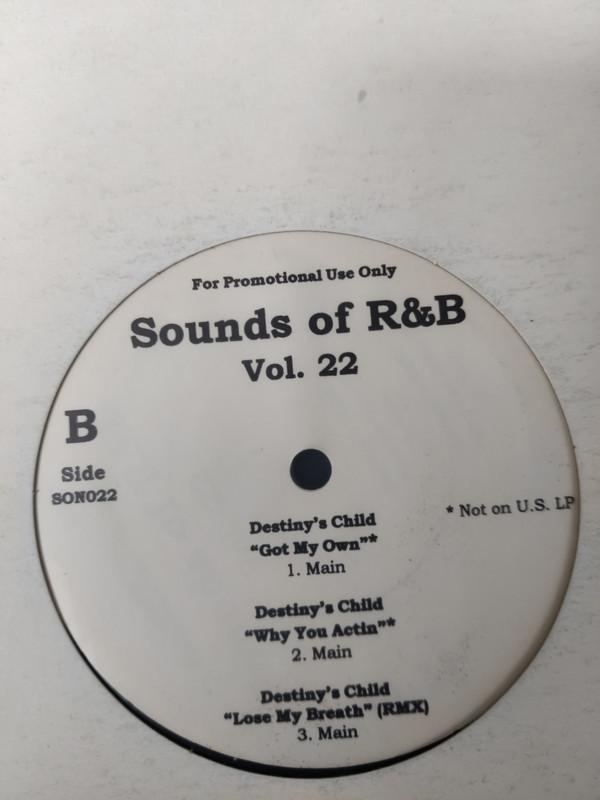 For Promotional Use Only
Sounds of R&B
Vol. 22
B
Side
SON022
* Not on U.S. LP
Destiny's Child
"Got My Own"*
1. Main
Destiny's Child
"Why You Actin"*
2. Main
Destiny's Child
"Lose My Breath" (RMX)
3. Main